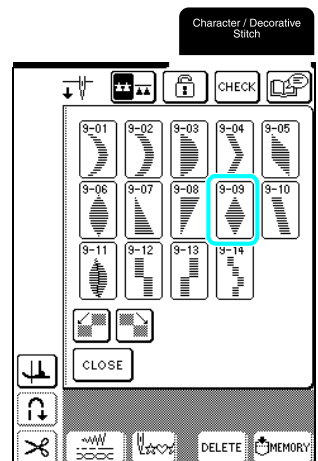 Character / Decorative
Stitch
CHECK
9-01 9-02 9-03 9-04 9-05
9-06 9-07 9-08 9-09 9-10
9-11 9-12 9-13 9-14
CLOSE
DELETE MEMORY